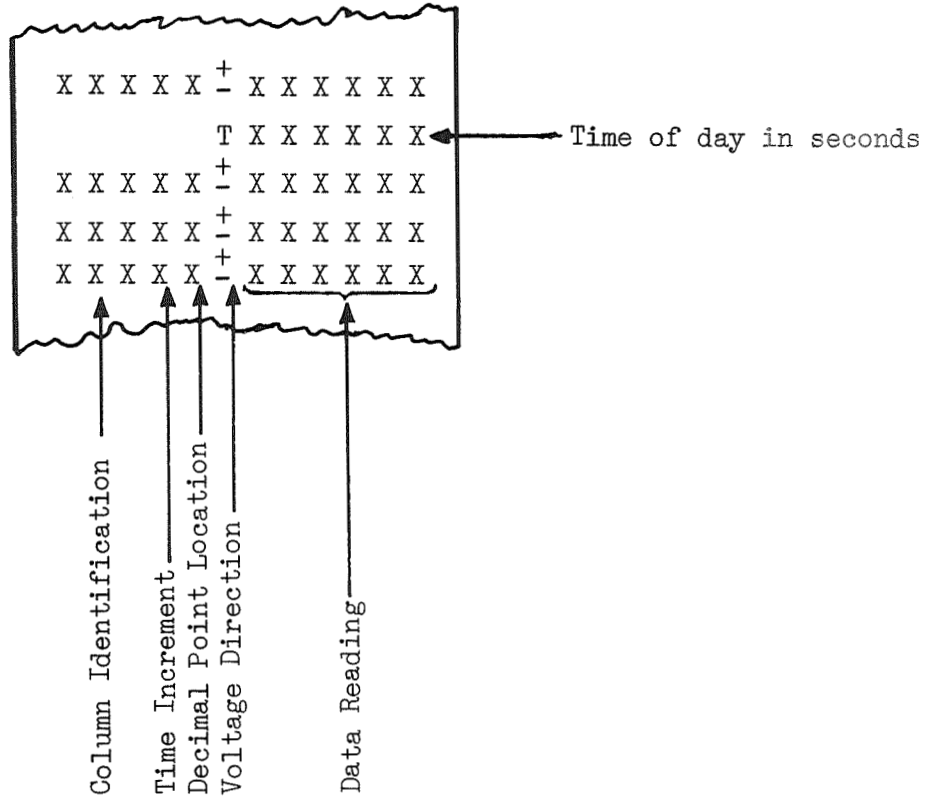 X X X X X ± X X X X X X
T X X X X X X Time of day in seconds
X X X X X ± X X X X X X
X X X X X ± X X X X X X
X X X X X ± X X X X X X
Column Identification
Time Increment
Decimal Point Location
Voltage Direction
Data Reading